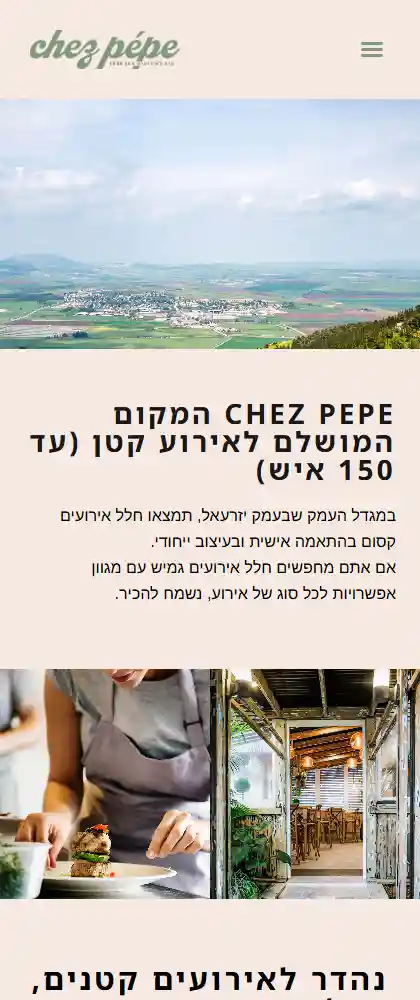 chez pépe
CHEZ PEPE המקום
המושלם לאירוע קטן (עד
150 איש)
במגדל העמק שבעמק יזרעאל, תמצאו חלל אירועים
קסום בהתאמה אישית ובעיצוב ייחודי.
אם אתם מחפשים חלל אירועים גמיש עם מגוון
אפשרויות לכל סוג של אירוע, נשמח להכיר.
נהדר לאירועים קטנים,